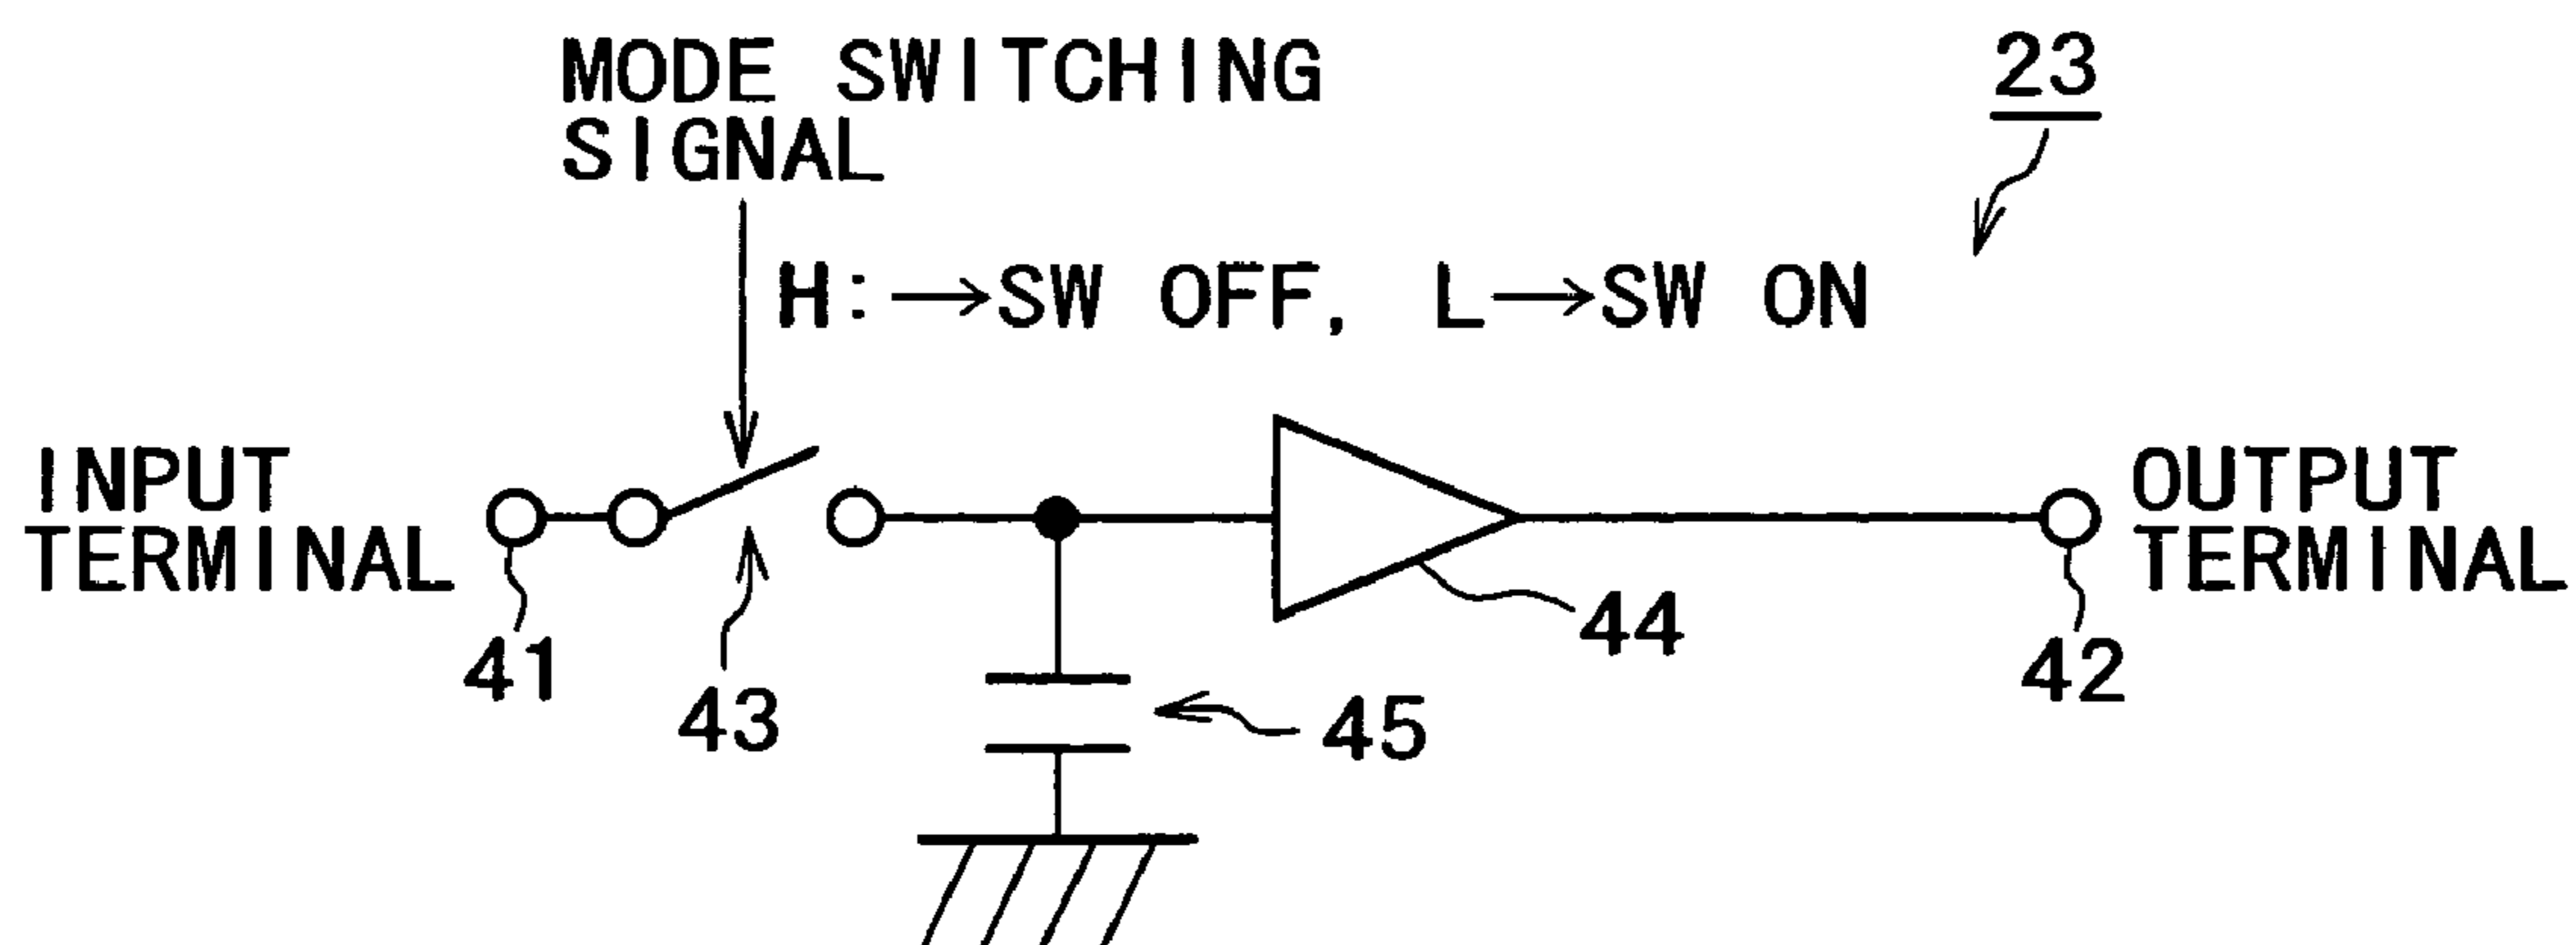 MODE SWITCHING
SIGNAL
23
H: →SW OFF, L→SW ON
INPUT
TERMINAL
OUTPUT
TERMINAL
41
43
44
45
42